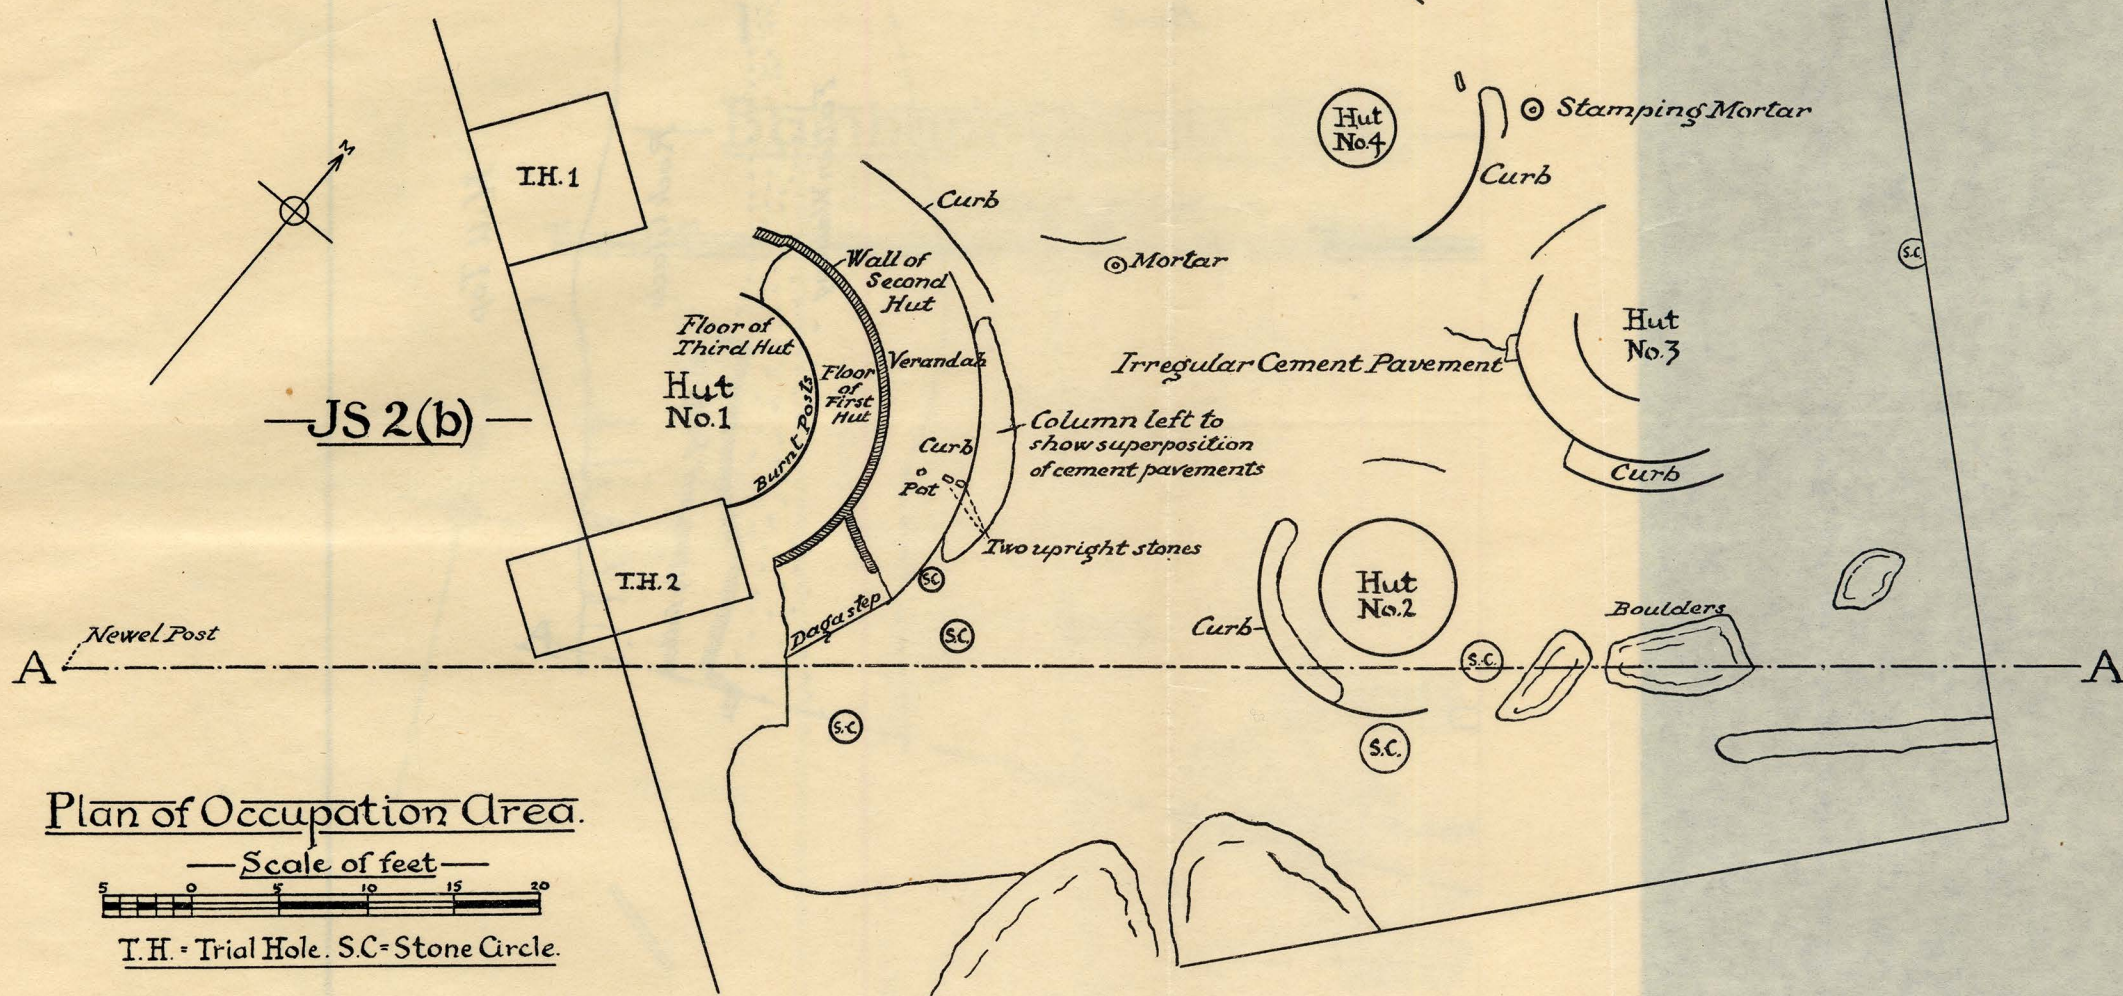 T.H.1
M
JS 2(b)
Hut
No.4
Stamping Mortar
Curb
Curb
Mortar
Wall of
Second
Hut
S.C.
Floor of
Third Hut
Hut
No.1
Burnt Posts
Floor
of
First
Hut
Verandah
Irregular Cement Pavement
Hut
No.3
Column left to
show superposition
of cement pavements
Curb
Pot
Curb
Two upright stones
T.H.2
S.C.
Daga step
S.C.
Hut
No.2
Curb
Boulders
Newel Post
A
S.C.
A
S.C.
S.C.
Plan of Occupation Area.
Scale of feet
5 0 5 10 15 20
T.H. = Trial Hole. S.C = Stone Circle.